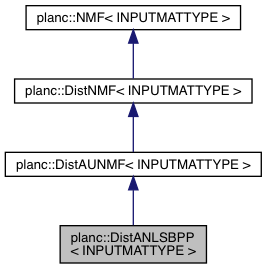 planc::NMF< INPUTMATTYPE >
planc::DistNMF< INPUTMATTYPE >
planc::DistAUNMF< INPUTMATTYPE >
planc::DistANLSBPP
< INPUTMATTYPE >